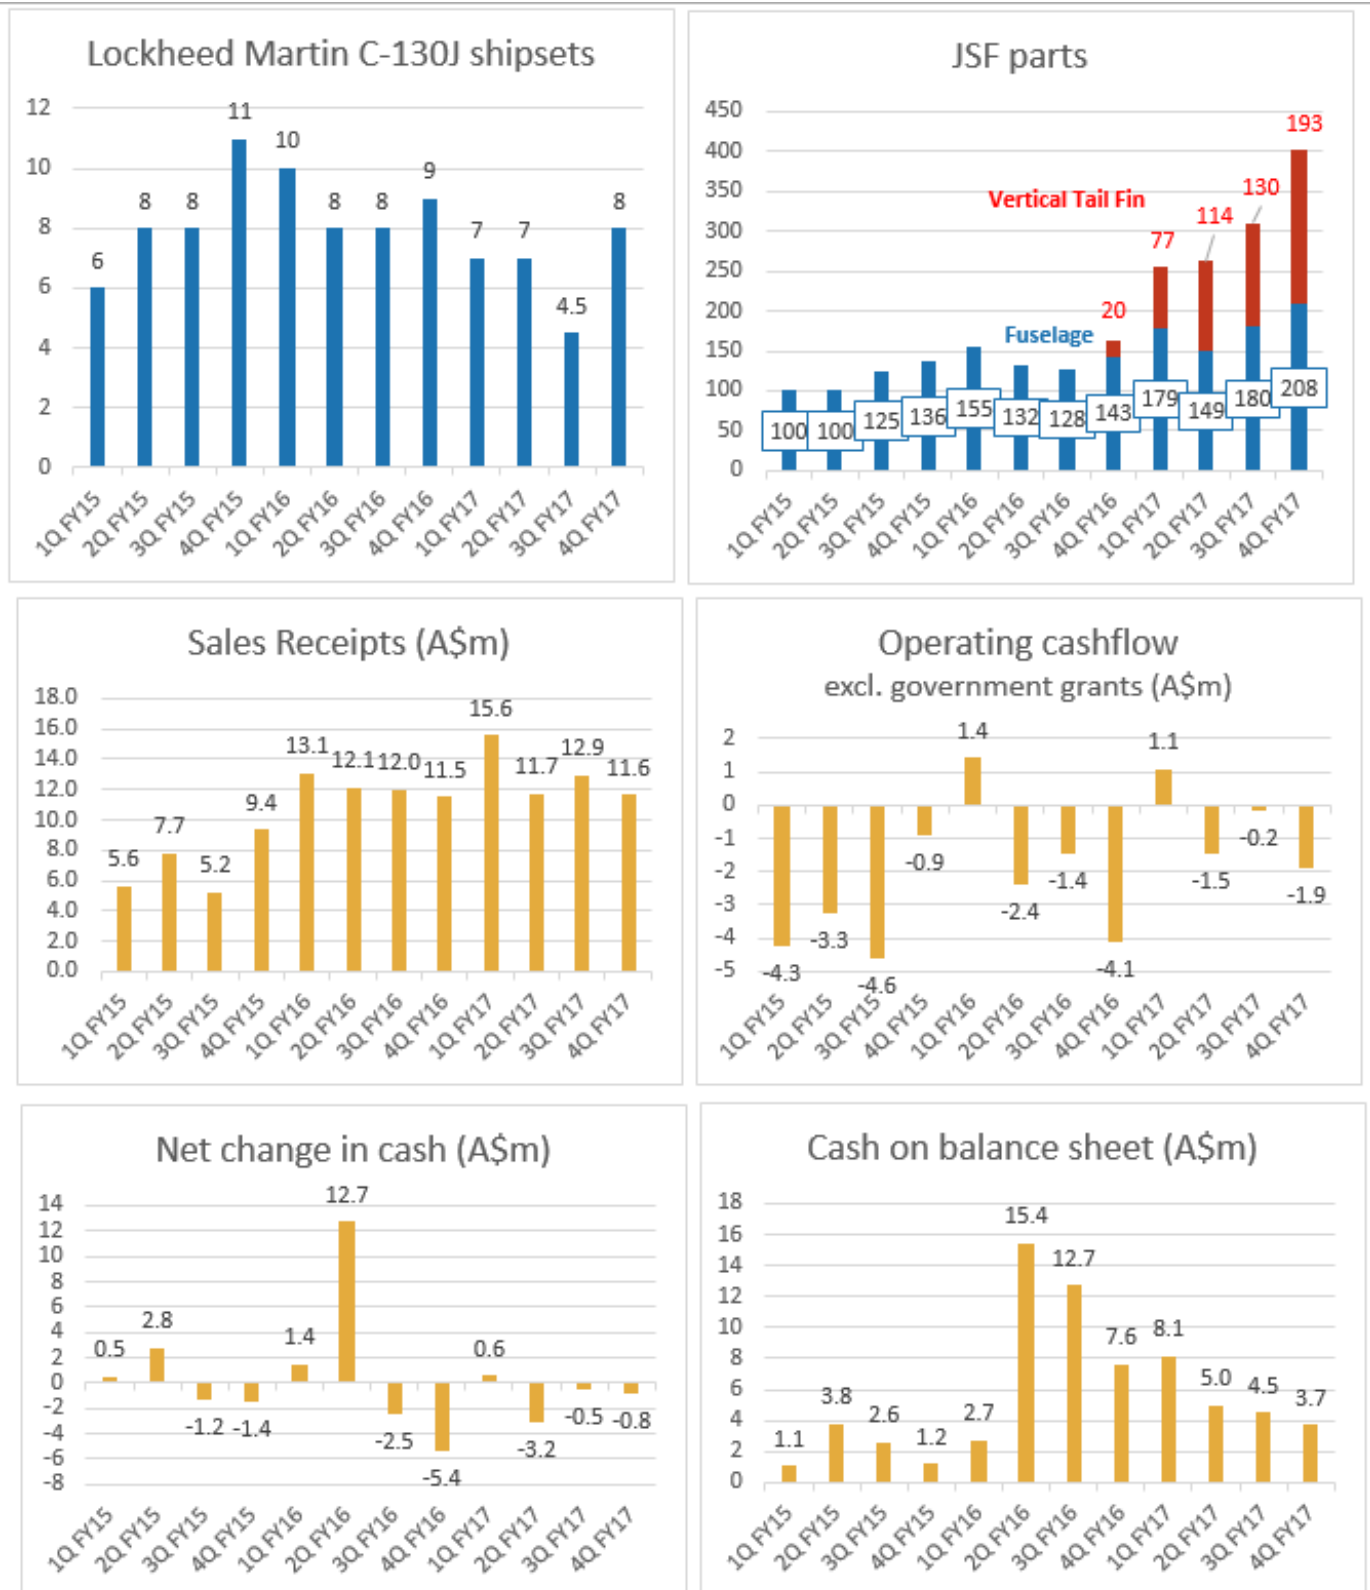 Lockheed Martin C-130J shipsets
12
10
8
6
4
2
0
6
8
8
11
10
8
8
9
7
7
4.5
8
1Q FY15
2Q FY15
3Q FY15
4Q FY15
1Q FY16
2Q FY16
3Q FY16
4Q FY16
1Q FY17
2Q FY17
3Q FY17
4Q FY17
JSF parts
450
400
350
300
250
200
150
100
50
0
Vertical Tail Fin
20
77
114
130
193
Fuselage
100
100
125
136
155
132
128
143
179
149
180
208
1Q FY15
2Q FY15
3Q FY15
4Q FY15
1Q FY16
2Q FY16
3Q FY16
4Q FY16
1Q FY17
2Q FY17
3Q FY17
4Q FY17
Sales Receipts (A$m)
18.0
16.0
14.0
12.0
10.0
8.0
6.0
4.0
2.0
0.0
5.6
7.7
5.2
9.4
13.1
12.1
12.0
11.5
15.6
11.7
12.9
11.6
1Q FY15
2Q FY15
3Q FY15
4Q FY15
1Q FY16
2Q FY16
3Q FY16
4Q FY16
1Q FY17
2Q FY17
3Q FY17
4Q FY17
Operating cashflow
excl. government grants (A$m)
2
1
0
-1
-2
-3
-4
-5
-4.3
-3.3
-4.6
-0.9
1.4
-2.4
-1.4
-4.1
1.1
-1.5
-0.2
-1.9
1Q FY15
2Q FY15
3Q FY15
4Q FY15
1Q FY16
2Q FY16
3Q FY16
4Q FY16
1Q FY17
2Q FY17
3Q FY17
4Q FY17
Net change in cash (A$m)
14
12
10
8
6
4
2
0
-2
-4
-6
-8
0.5
2.8
-1.2
-1.4
1.4
12.7
-2.5
-5.4
0.6
-3.2
-0.5
-0.8
1Q FY15
2Q FY15
3Q FY15
4Q FY15
1Q FY16
2Q FY16
3Q FY16
4Q FY16
1Q FY17
2Q FY17
3Q FY17
4Q FY17
Cash on balance sheet (A$m)
18
16
14
12
10
8
6
4
2
0
1.1
3.8
2.6
1.2
2.7
15.4
12.7
7.6
8.1
5.0
4.5
3.7
1Q FY15
2Q FY15
3Q FY15
4Q FY15
1Q FY16
2Q FY16
3Q FY16
4Q FY16
1Q FY17
2Q FY17
3Q FY17
4Q FY17